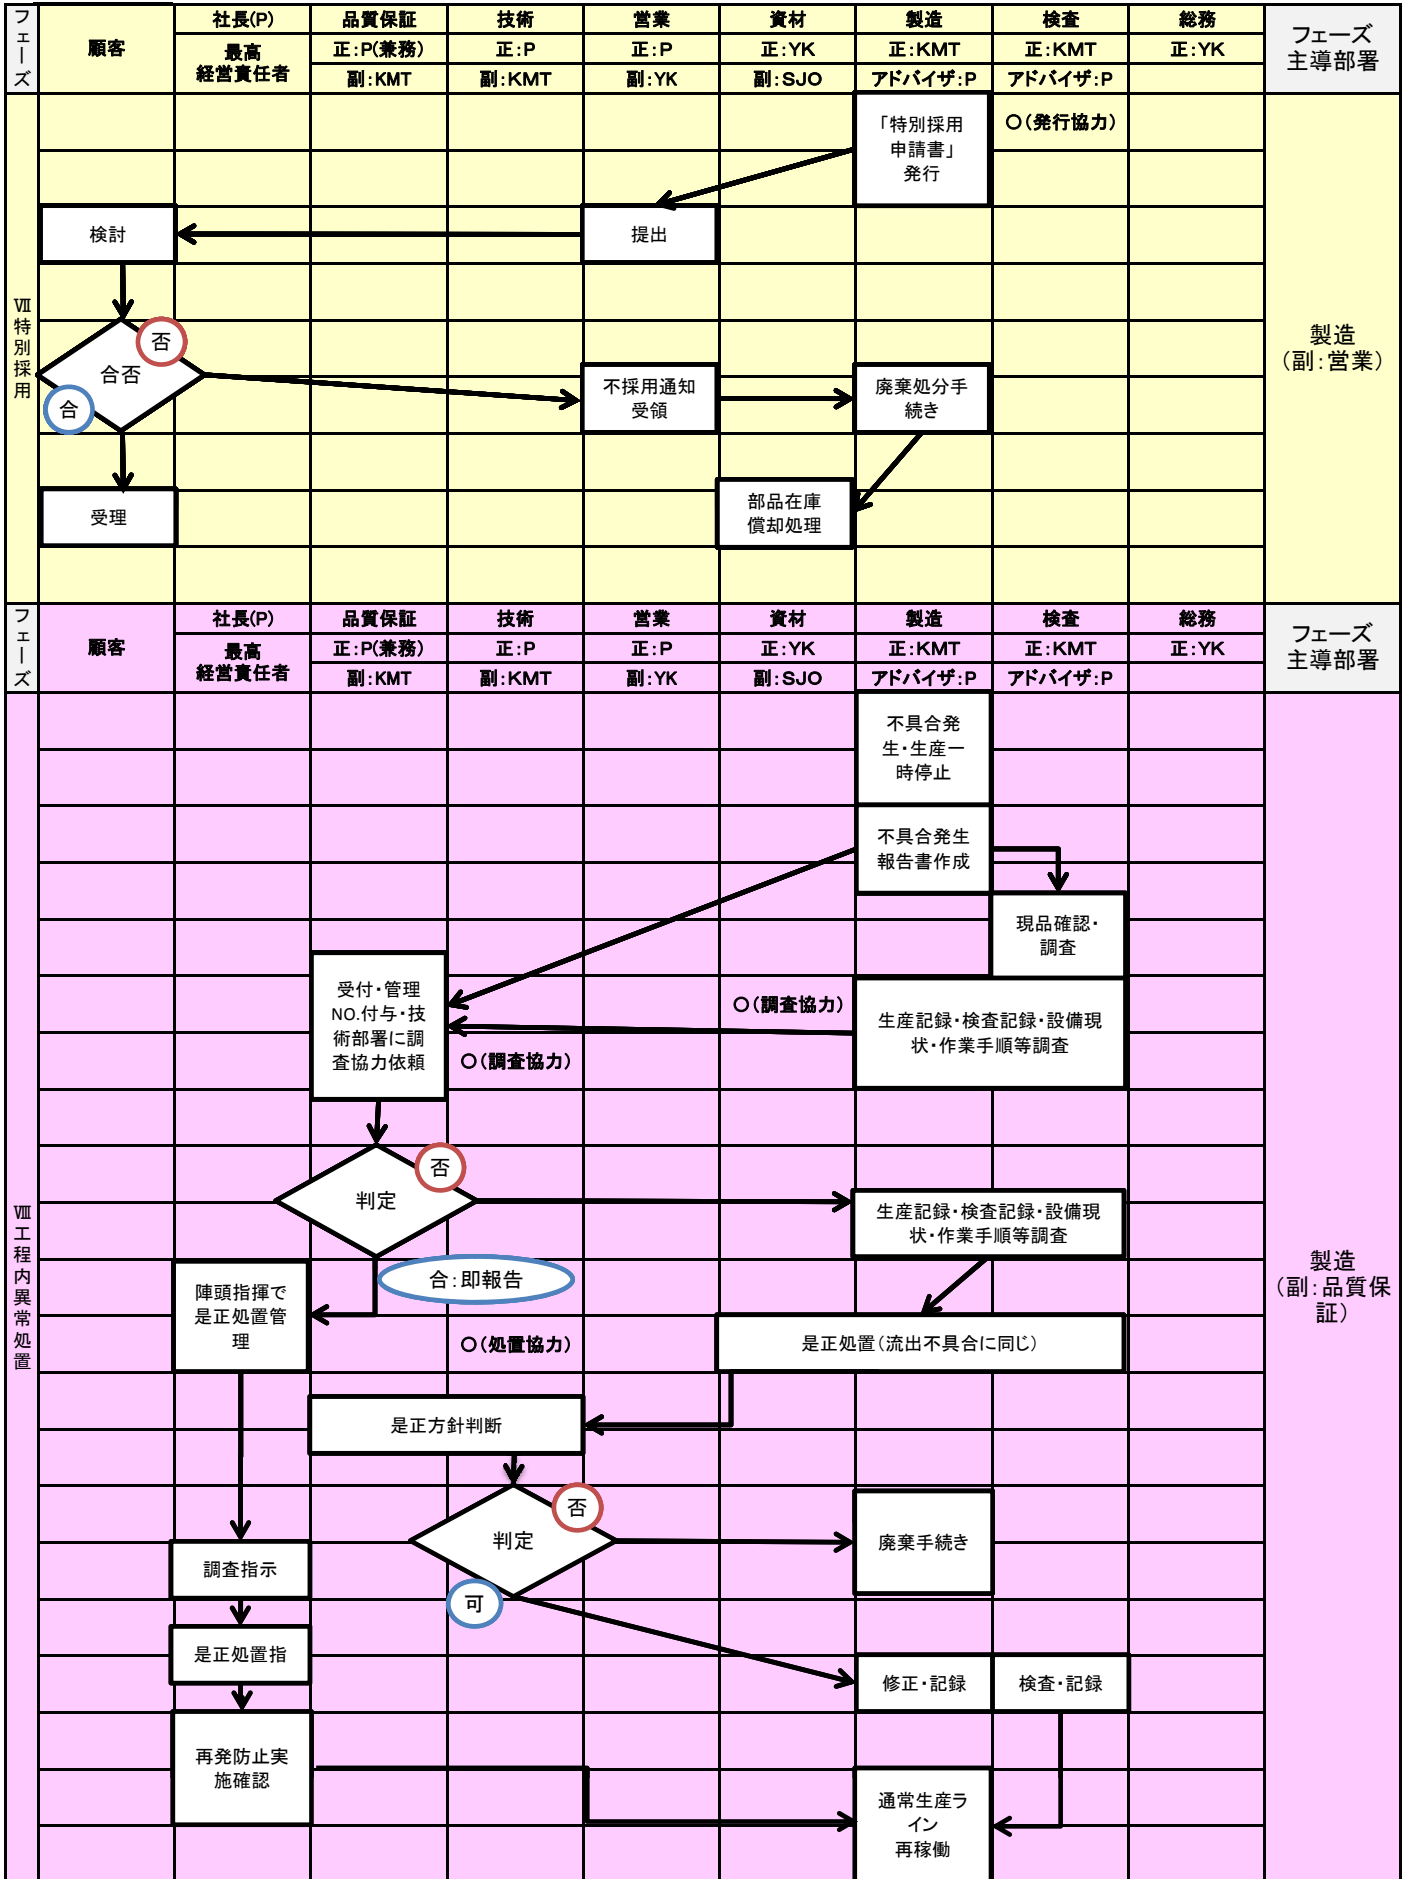 フェーズ
顧客
社長(P)
最高
経営責任者
品質保証
正：P(兼務)
副：KMT
技術
正：P
副：KMT
営業
正：P
副：YK
資材
正：YK
副：SJO
製造
正：KMT
アドバイザ：P
検査
正：KMT
アドバイザ：P
総務
正：YK
フェーズ
主導部署
Ⅶ特別採用
「特別採用
申請書」
発行
○(発行協力)
検討
提出
合否
否
合
不採用通知
受領
廃棄処分手
続き
受理
部品在庫
償却処理
製造
（副：営業）
フェーズ
顧客
社長(P)
最高
経営責任者
品質保証
正：P(兼務)
副：KMT
技術
正：P
副：KMT
営業
正：P
副：YK
資材
正：YK
副：SJO
製造
正：KMT
アドバイザ：P
検査
正：KMT
アドバイザ：P
総務
正：YK
フェーズ
主導部署
Ⅷ工程内異常処置
不具合発
生・生産一
時停止
不具合発生
報告書作成
現品確認・
調査
受付・管理
NO.付与・技
術部署に調
査協力依頼
○(調査協力)
○(調査協力)
生産記録・検査記録・設備現
状・作業手順等調査
判定
否
生産記録・検査記録・設備現
状・作業手順等調査
合：即報告
陣頭指揮で
是正処置管
理
○(処置協力)
是正処置（流出不具合に同じ）
是正方針判断
判定
否
可
廃棄手続き
調査指示
是正処置指
修正・記録
検査・記録
再発防止実
施確認
通常生産ラ
イン
再稼働
製造
（副：品質保
証）